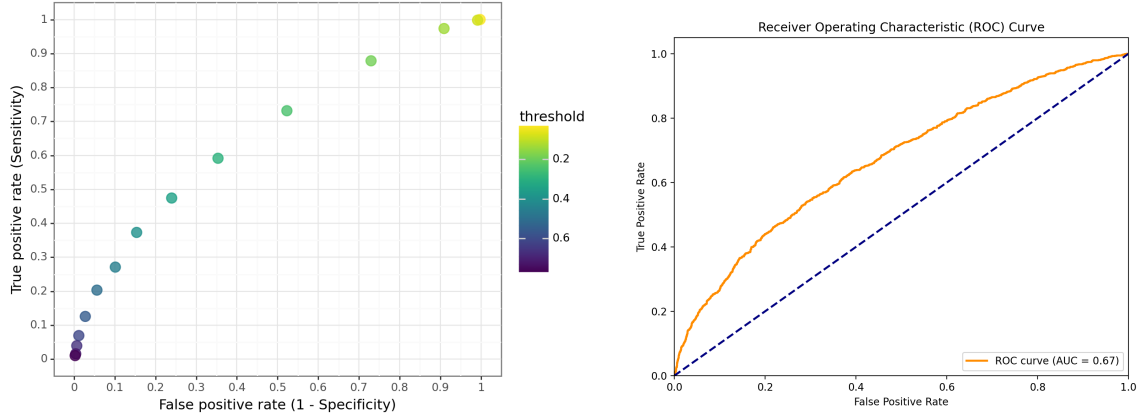 1
0.9
0.8
0.7
0.6
0.5
0.4
0.3
0.2
0.1
0
True positive rate (Sensitivity)
0 0.1 0.2 0.3 0.4 0.5 0.6 0.7 0.8 0.9 1
False positive rate (1 - Specificity)
threshold
0.2
0.4
0.6
Receiver Operating Characteristic (ROC) Curve
1.0
0.8
0.6
0.4
0.2
0.0
True Positive Rate
ROC curve (AUC = 0.67)
0.0 0.2 0.4 0.6 0.8 1.0
False Positive Rate